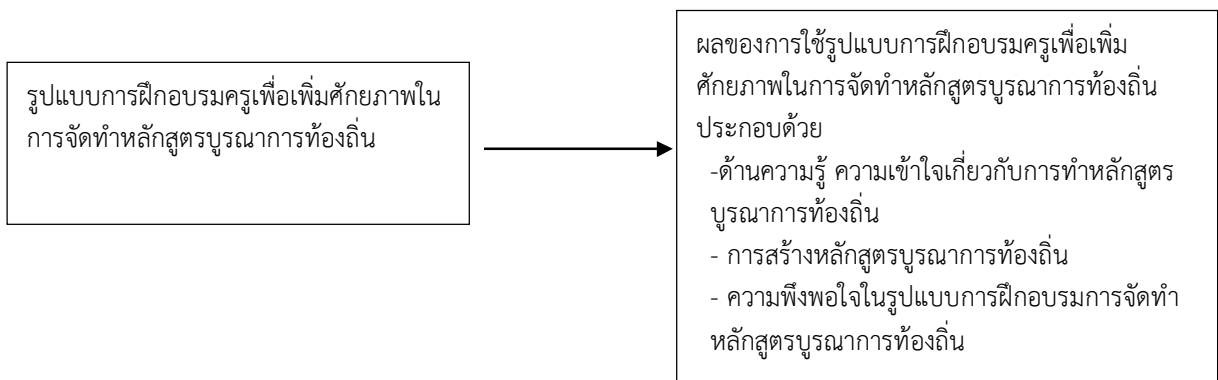 รูปแบบการฝึกอบรมครูเพื่อเพิ่มศักยภาพใน
การจัดทำหลักสูตรบูรณาการท้องถิ่น
ผลของการใช้รูปแบบการฝึกอบรมครูเพื่อเพิ่ม
ศักยภาพในการจัดทำหลักสูตรบูรณาการท้องถิ่น
ประกอบด้วย
-ด้านความรู้ ความเข้าใจเกี่ยวกับการทำหลักสูตร
บูรณาการท้องถิ่น
- การสร้างหลักสูตรบูรณาการท้องถิ่น
- ความพึงพอใจในรูปแบบการฝึกอบรมการจัดทำ
หลักสูตรบูรณาการท้องถิ่น